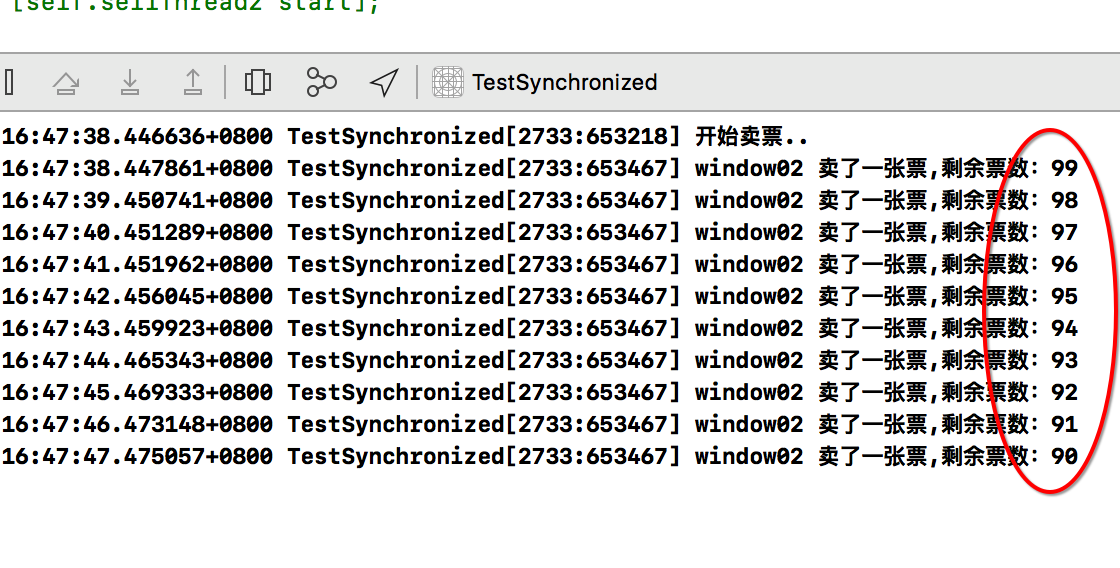 [self.sellThread2 start];
TestSynchronized
16:47:38.446636+0800 TestSynchronized[2733:653218] 开始卖票..
16:47:38.447861+0800 TestSynchronized[2733:653467] window02 卖了一张票,剩余票数: 99
16:47:39.450741+0800 TestSynchronized[2733:653467] window02 卖了一张票,剩余票数: 98
16:47:40.451289+0800 TestSynchronized[2733:653467] window02 卖了一张票,剩余票数: 97
16:47:41.451962+0800 TestSynchronized[2733:653467] window02 卖了一张票,剩余票数: 96
16:47:42.456045+0800 TestSynchronized[2733:653467] window02 卖了一张票,剩余票数: 95
16:47:43.459923+0800 TestSynchronized[2733:653467] window02 卖了一张票,剩余票数: 94
16:47:44.465343+0800 TestSynchronized[2733:653467] window02 卖了一张票,剩余票数: 93
16:47:45.469333+0800 TestSynchronized[2733:653467] window02 卖了一张票,剩余票数: 92
16:47:46.473148+0800 TestSynchronized[2733:653467] window02 卖了一张票,剩余票数: 91
16:47:47.475057+0800 TestSynchronized[2733:653467] window02 卖了一张票,剩余票数: 90